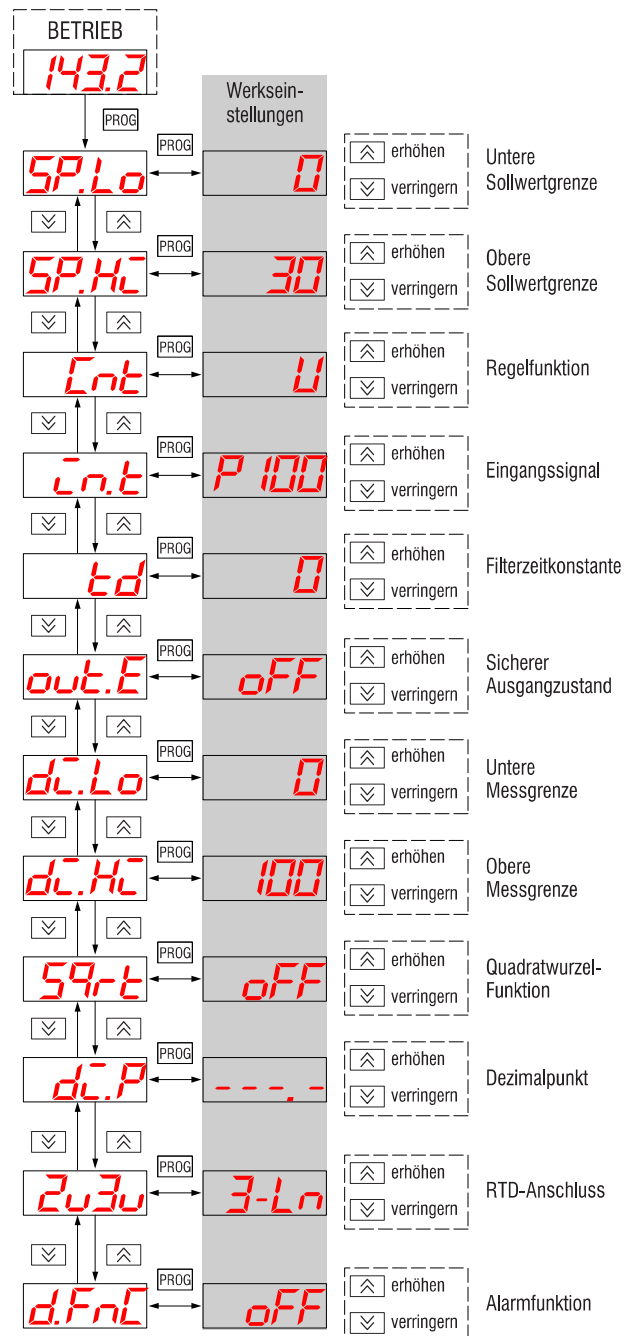 BETRIEB
143.2
PROG
Werksein-
stellungen
SP.Lo
PROG
0
erhöhen
verringern
Untere
Sollwertgrenze
SP.Hi
PROG
30
erhöhen
verringern
Obere
Sollwertgrenze
Cnt
PROG
U
erhöhen
verringern
Regelfunktion
in.t
PROG
P 100
erhöhen
verringern
Eingangssignal
td
PROG
0
erhöhen
verringern
Filterzeitkonstante
out.E
PROG
oFF
erhöhen
verringern
Sicherer
Ausgangzustand
di.Lo
PROG
0
erhöhen
verringern
Untere
Messgrenze
di.Hi
PROG
100
erhöhen
verringern
Obere
Messgrenze
Sqrt
PROG
oFF
erhöhen
verringern
Quadratwurzel-
Funktion
di.P
PROG
---.-
erhöhen
verringern
Dezimalpunkt
2u3u
PROG
3-Ln
erhöhen
verringern
RTD-Anschluss
d.FnC
PROG
oFF
erhöhen
verringern
Alarmfunktion